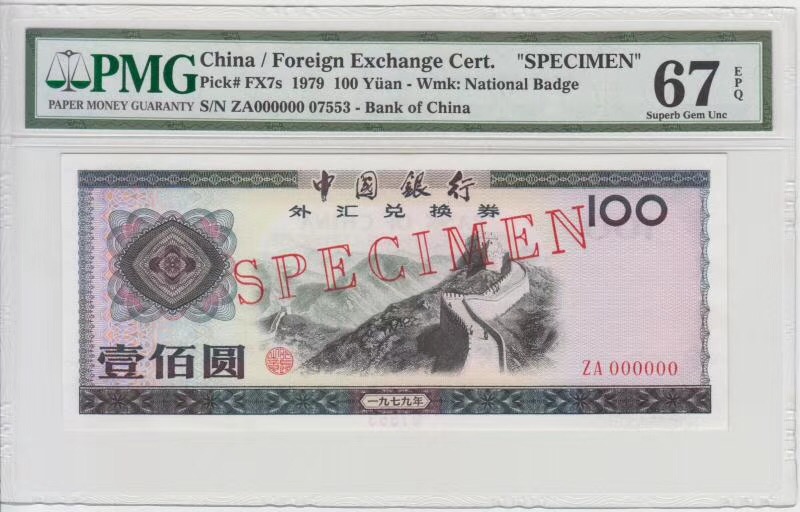 PMG
PAPER MONEY GUARANTY
China / Foreign Exchange Cert. "SPECIMEN"
Pick# FX7s 1979 100 Yüan - Wmk: National Badge
S/N ZA000000 07553 - Bank of China
67
EPQ
Superb Gem Unc
中国銀行
外汇兑换券
100
SPECIMEN
壹佰圆
ZA 000000
一九七九年